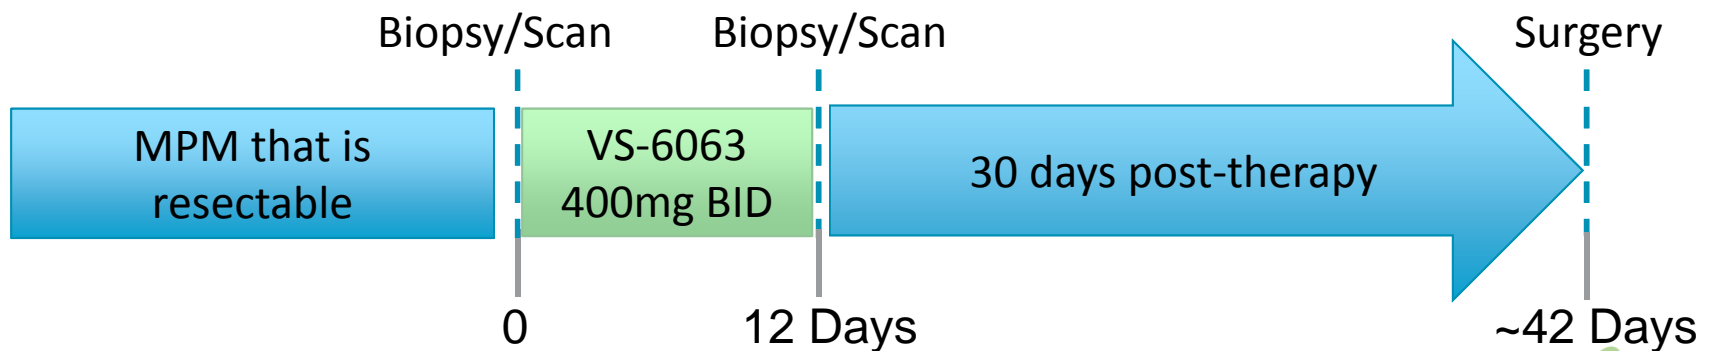 Biopsy/Scan
Biopsy/Scan
Surgery
MPM that is
resectable
VS-6063
400mg BID
30 days post-therapy
0
12 Days
~42 Days